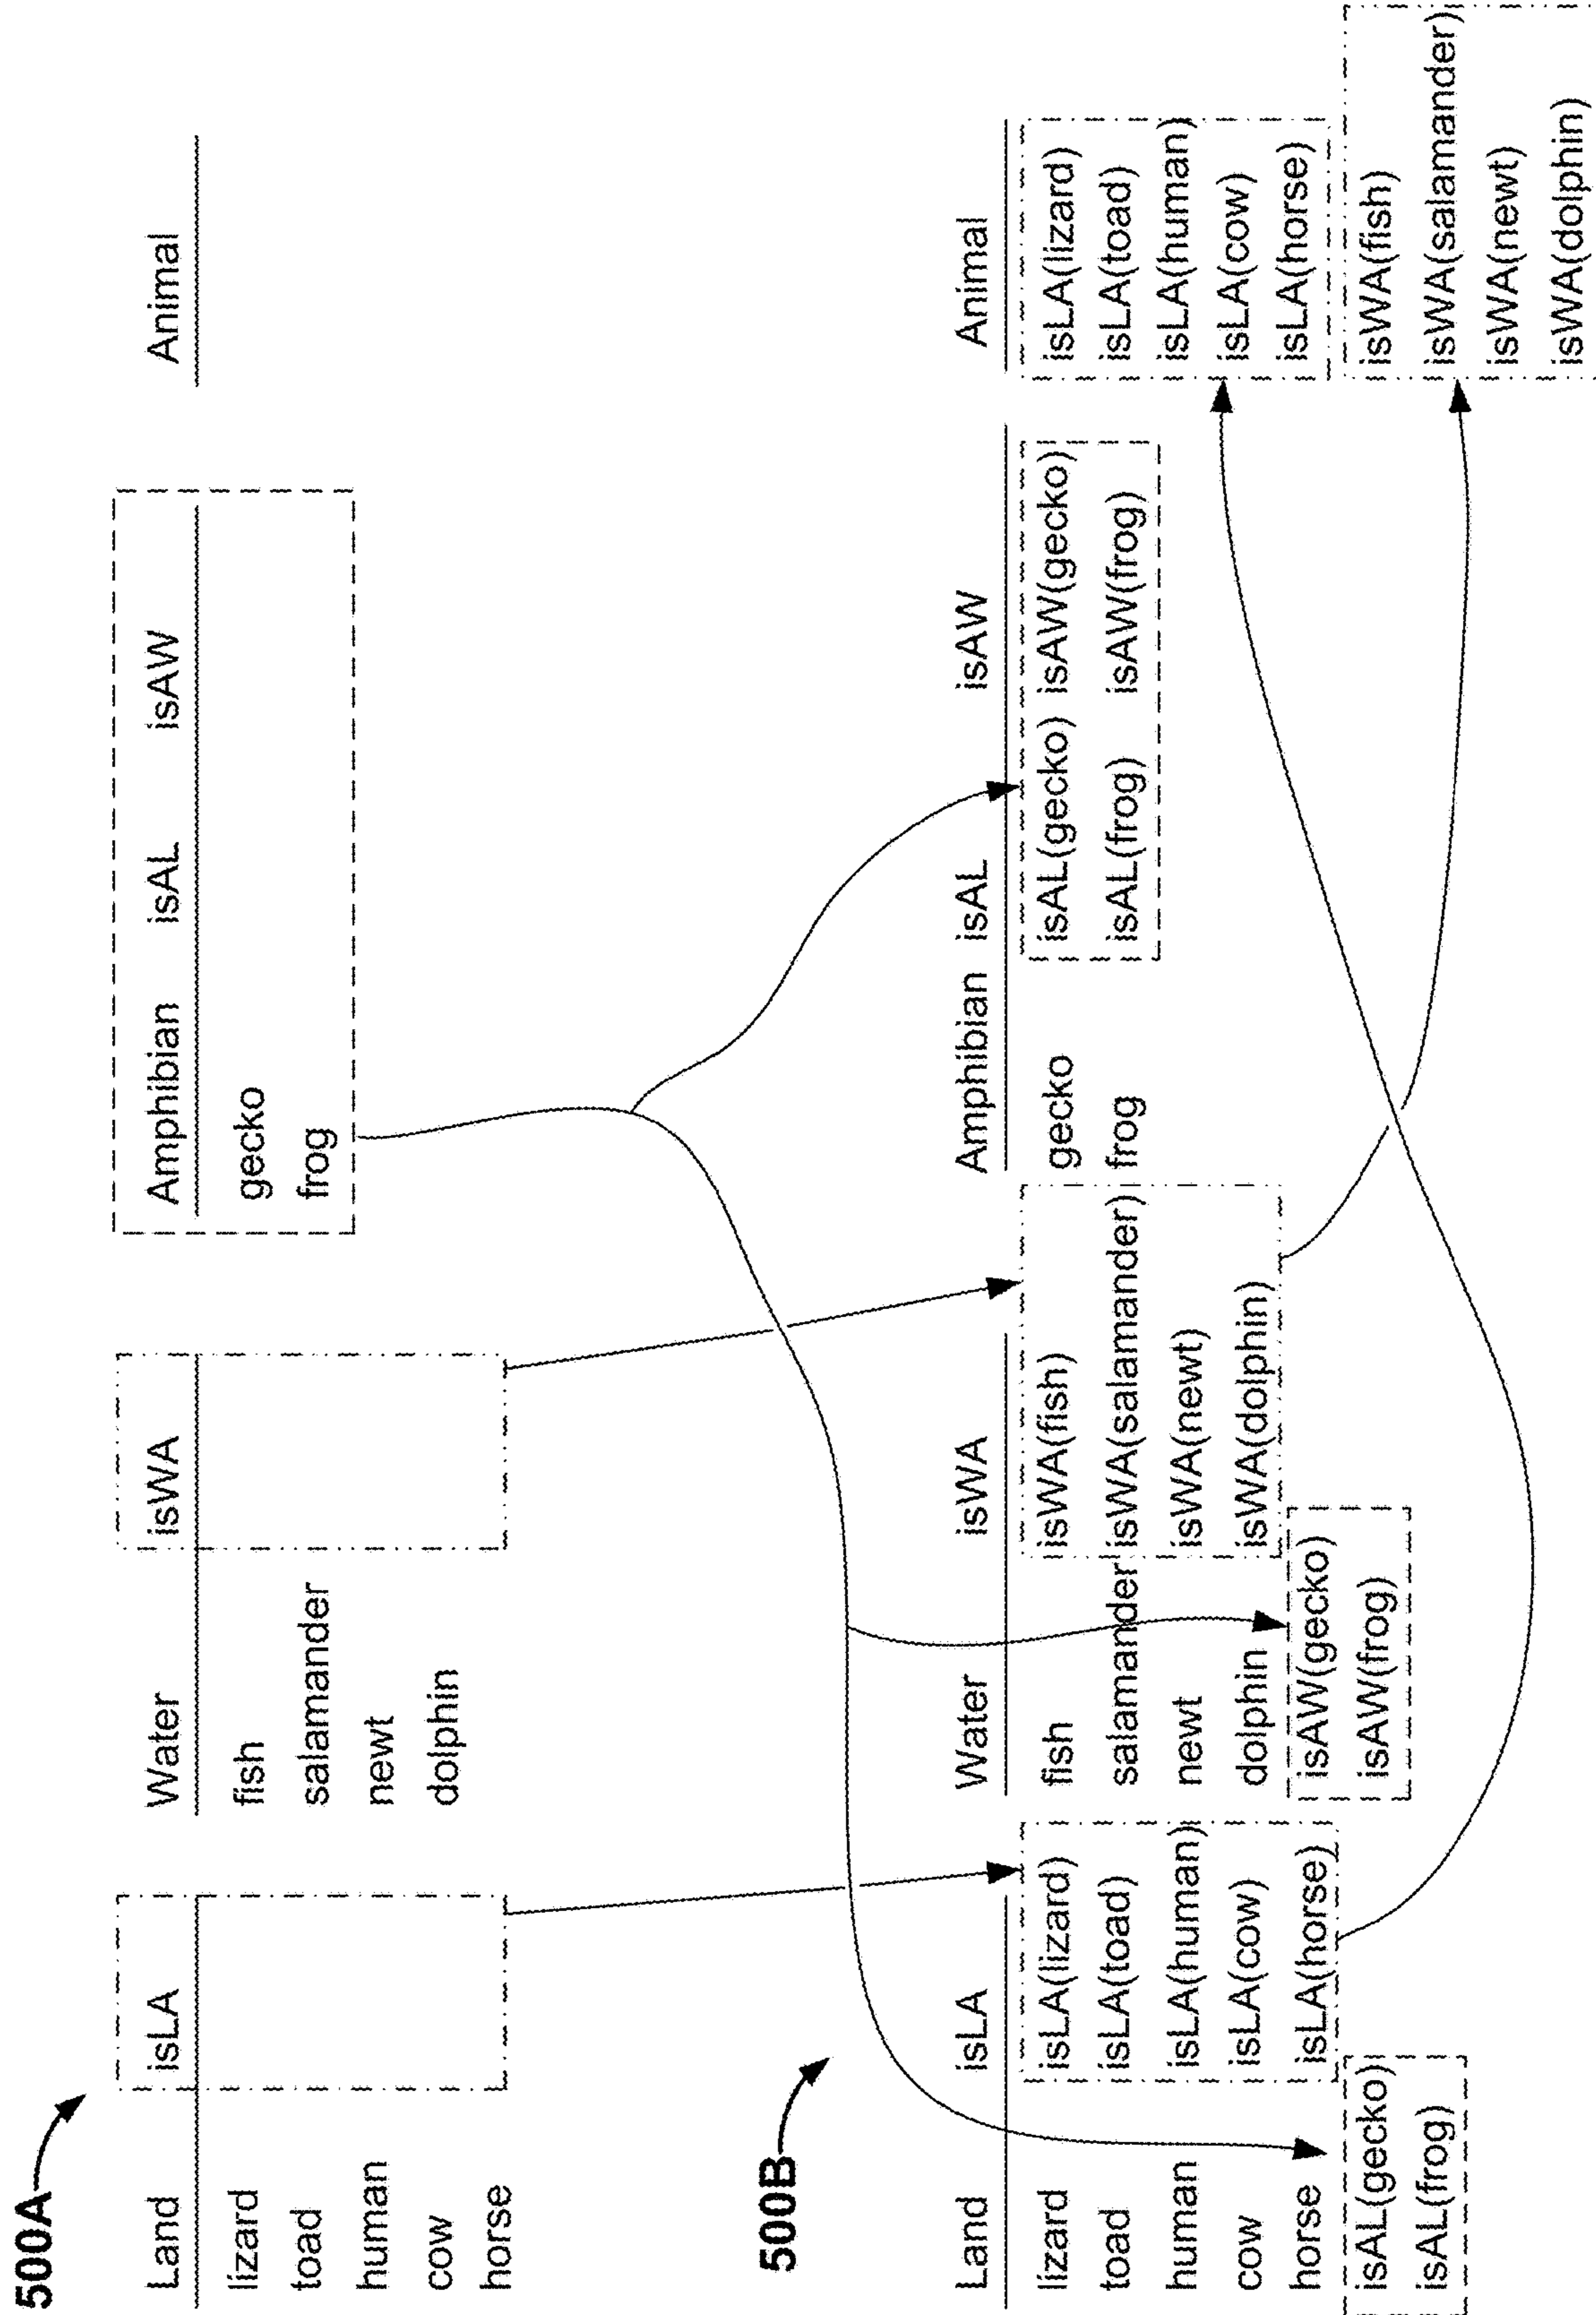 500A
Land isLA Water isWA Amphibian isAL isAW Animal
lizard fish gecko
toad salamander frog
human newt
cow dolphin
horse
500B
Land isLA Water isWA Amphibian isAL isAW Animal
lizard isLA(lizard) fish isWA(fish) gecko isAL(gecko) isAW(gecko) isLA(lizard)
toad isLA(toad) salamander isWA(salamander) frog isAL(frog) isAW(frog) isLA(toad)
human isLA(human) newt isWA(newt) isLA(human)
cow isLA(cow) dolphin isWA(dolphin) isLA(cow)
horse isLA(horse) isAW(gecko) isLA(horse)
isAL(gecko) isAW(frog) isWA(fish)
isAL(frog) isWA(salamander)
isWA(newt)
isWA(dolphin)